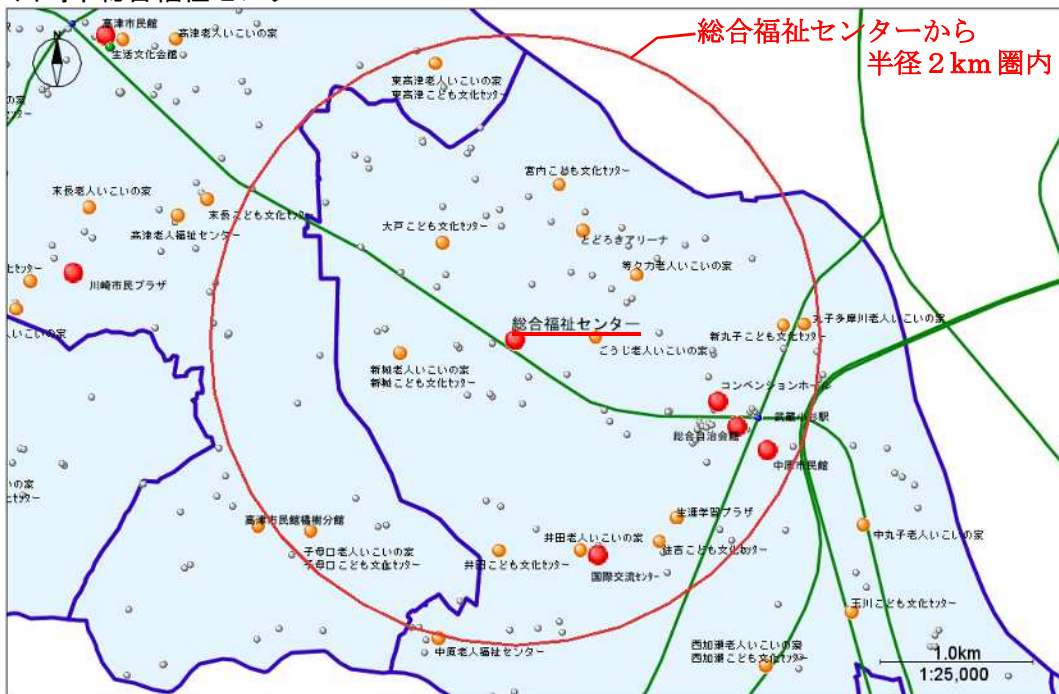 高津市民館
高津老人いこいの家
生活文化会館
N
総合福祉センターから
半径２km圏内
東高津老人いこいの家
東高津こども文化センター
宮内こども文化センター
末長老人いこいの家
末長こども文化センター
高津老人福祉センター
大戸こども文化センター
とどろきアリーナ
等々力老人いこいの家
川崎市民プラザ
総合福祉センター
丸子多摩川老人いこいの家
新丸子こども文化センター
ごうじ老人いこいの家
新城老人いこいの家
新城こども文化センター
コンベンションホール
武蔵小杉駅
総合自治会館
中原市民館
生涯学習プラザ
高津市民館橘樹分館
子母口老人いこいの家
子母口こども文化センター
井田老人いこいの家
井田こども文化センター
住吉こども文化センター
国際交流センター
中丸子老人いこいの家
玉川こども文化センター
中原老人福祉センター
西加瀬老人いこいの家
西加瀬こども文化センター
1.0km
1:25,000